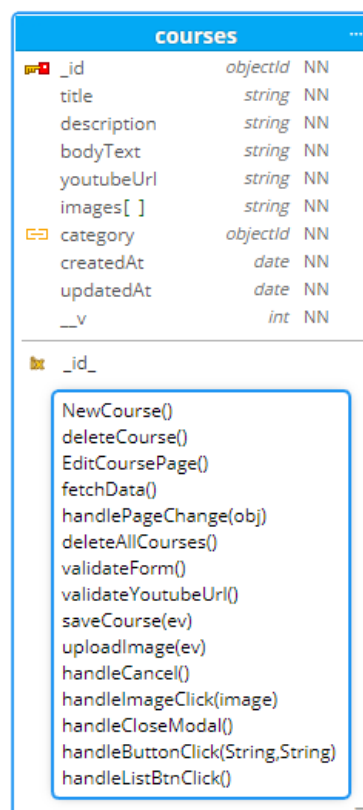 courses ...
_id objectId NN
title string NN
description string NN
bodyText string NN
youtubeUrl string NN
images[ ] string NN
category objectId NN
createdAt date NN
updatedAt date NN
__v int NN
_id_
NewCourse()
deleteCourse()
EditCoursePage()
fetchData()
handlePageChange(obj)
deleteAllCourses()
validateForm()
validateYoutubeUrl()
saveCourse(ev)
uploadImage(ev)
handleCancel()
handleImageClick(image)
handleCloseModal()
handleButtonClick(String,String)
handleListBtnClick()